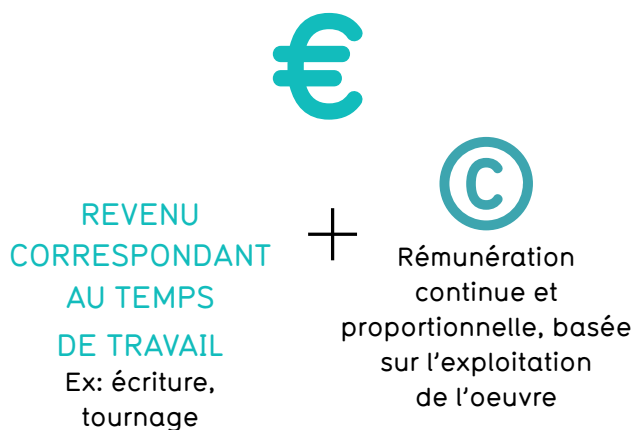 €
REVENU
CORRESPONDANT
AU TEMPS
DE TRAVAIL
Ex: écriture,
tournage
+
©
Rémunération
continue et
proportionnelle, basée
sur l'exploitation
de l'oeuvre